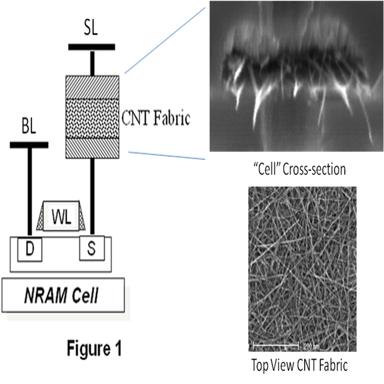 SL
BL
CNT Fabric
WL
D
S
NRAM Cell
Figure 1
"Cell" Cross-section
Top View CNT Fabric